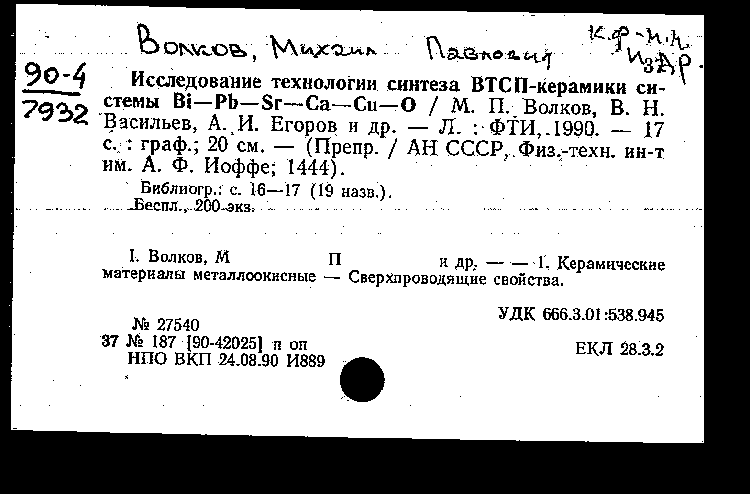 Волков, Михаил Павлович
К.Ф-М.Н.
90-4
7932
Исследование технологии синтеза ВТСП-керамики си-
стемы Bi—Pb—Sr—Ca—Cu—O / М. П. Волков, В. Н.
Васильев, А. И. Егоров и др. — Л. : ФТИ, 1990. — 17
с. : граф.; 20 см. — (Препр. / АН СССР, Физ.-техн. ин-т
им. А. Ф. Иоффе; 1444).
Библиогр.: с. 16—17 (19 назв.).
Беспл., 200 экз.
I. Волков, М П и др. — — 1. Керамические
материалы металлоокисные — Сверхпроводящие свойства.
УДК 666.3.01:538.945
№ 27540
37 № 187 [90-42025] п оп
НПО ВКП 24.08.90 И889
ЕКЛ 28.3.2